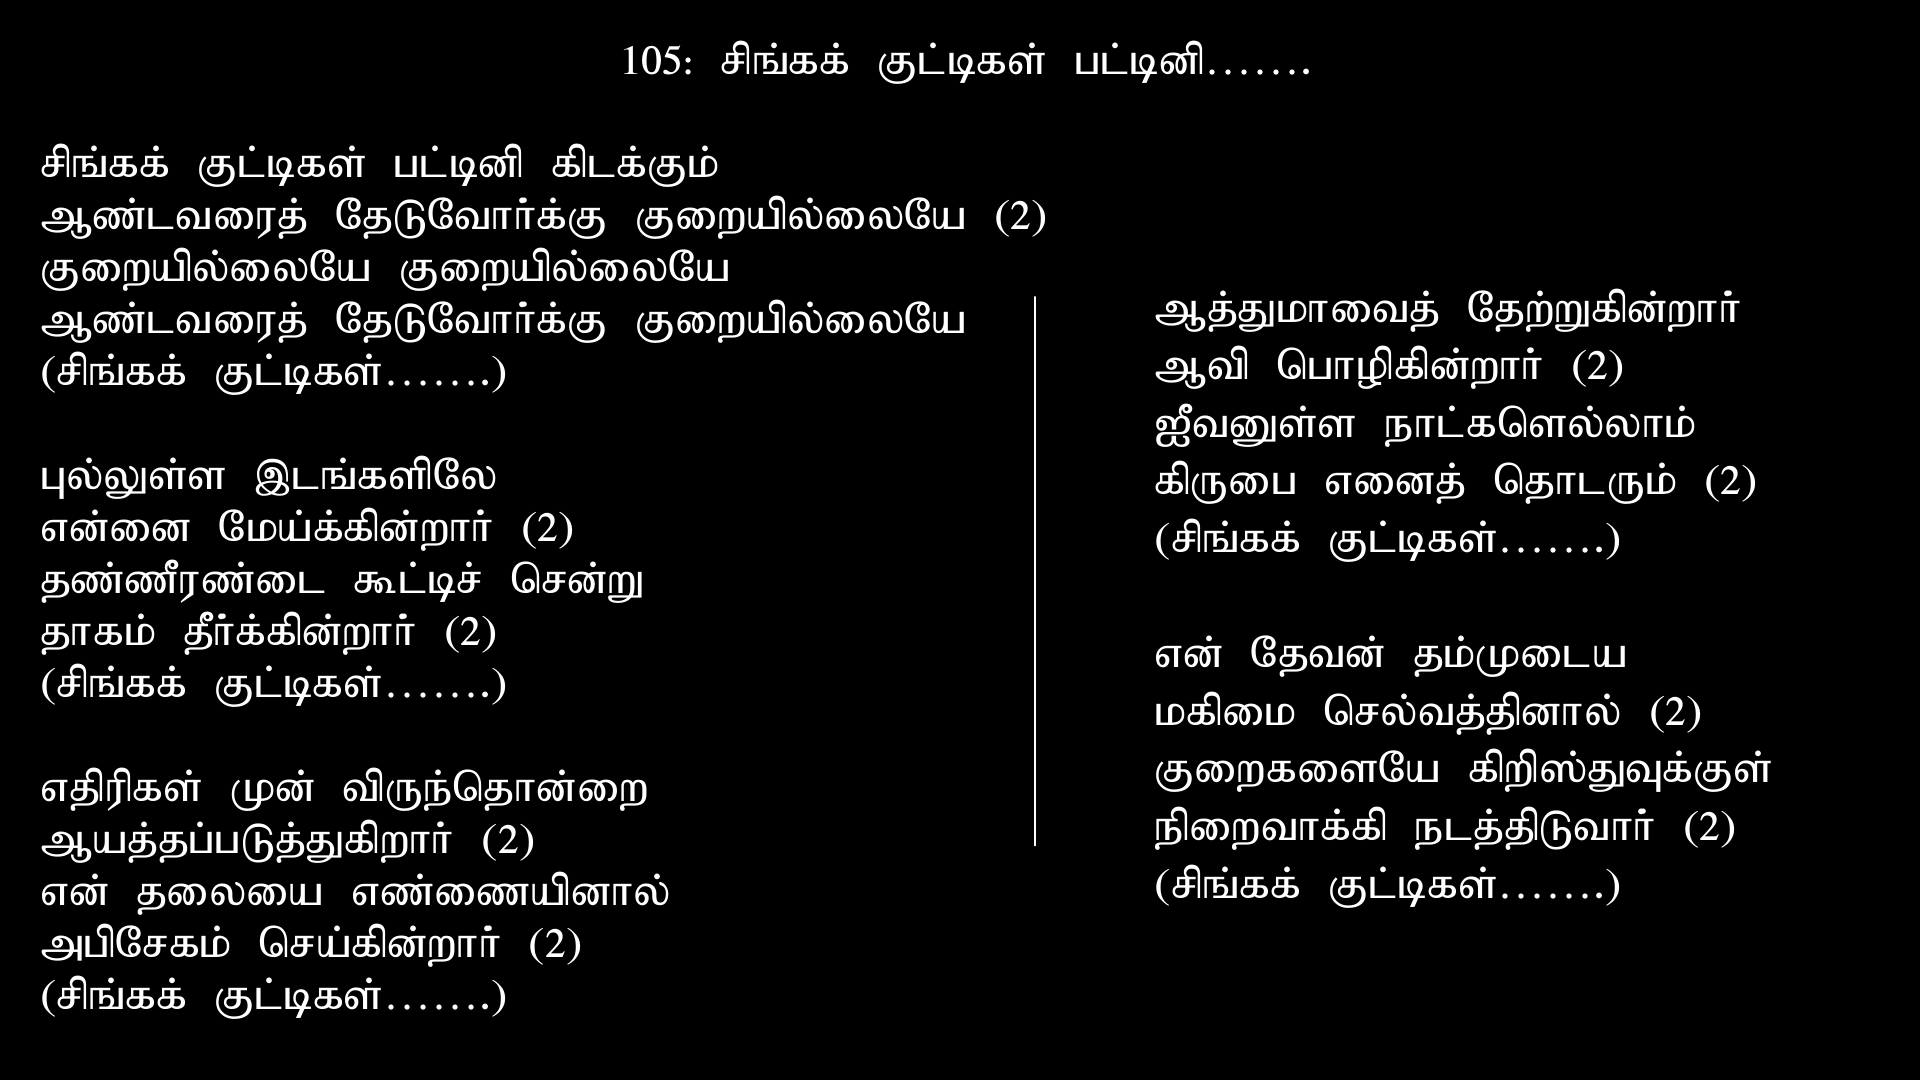 105: சிங்கக் குட்டிகள் பட்டினி.......
சிங்கக் குட்டிகள் பட்டினி கிடக்கும்
ஆண்டவரைத் தேடுவோர்க்கு குறையில்லையே (2)
குறையில்லையே குறையில்லையே
ஆண்டவரைத் தேடுவோர்க்கு குறையில்லையே
(சிங்கக் குட்டிகள்.......)
புல்லுள்ள இடங்களிலே
என்னை மேய்க்கின்றார் (2)
தண்ணீரண்டை கூட்டிச் சென்று
தாகம் தீர்க்கின்றார் (2)
(சிங்கக் குட்டிகள்.......)
எதிரிகள் முன் விருந்தொன்றை
ஆயத்தப்படுத்துகிறார் (2)
என் தலையை எண்ணையினால்
அபிசேகம் செய்கின்றார் (2)
(சிங்கக் குட்டிகள்.......)
ஆத்துமாவைத் தேற்றுகின்றார்
ஆவி பொழிகின்றார் (2)
ஜீவனுள்ள நாட்களெல்லாம்
கிருபை எனைத் தொடரும் (2)
(சிங்கக் குட்டிகள்.......)
என் தேவன் தம்முடைய
மகிமை செல்வத்தினால் (2)
குறைகளையே கிறிஸ்துவுக்குள்
நிறைவாக்கி நடத்திடுவார் (2)
(சிங்கக் குட்டிகள்.......)